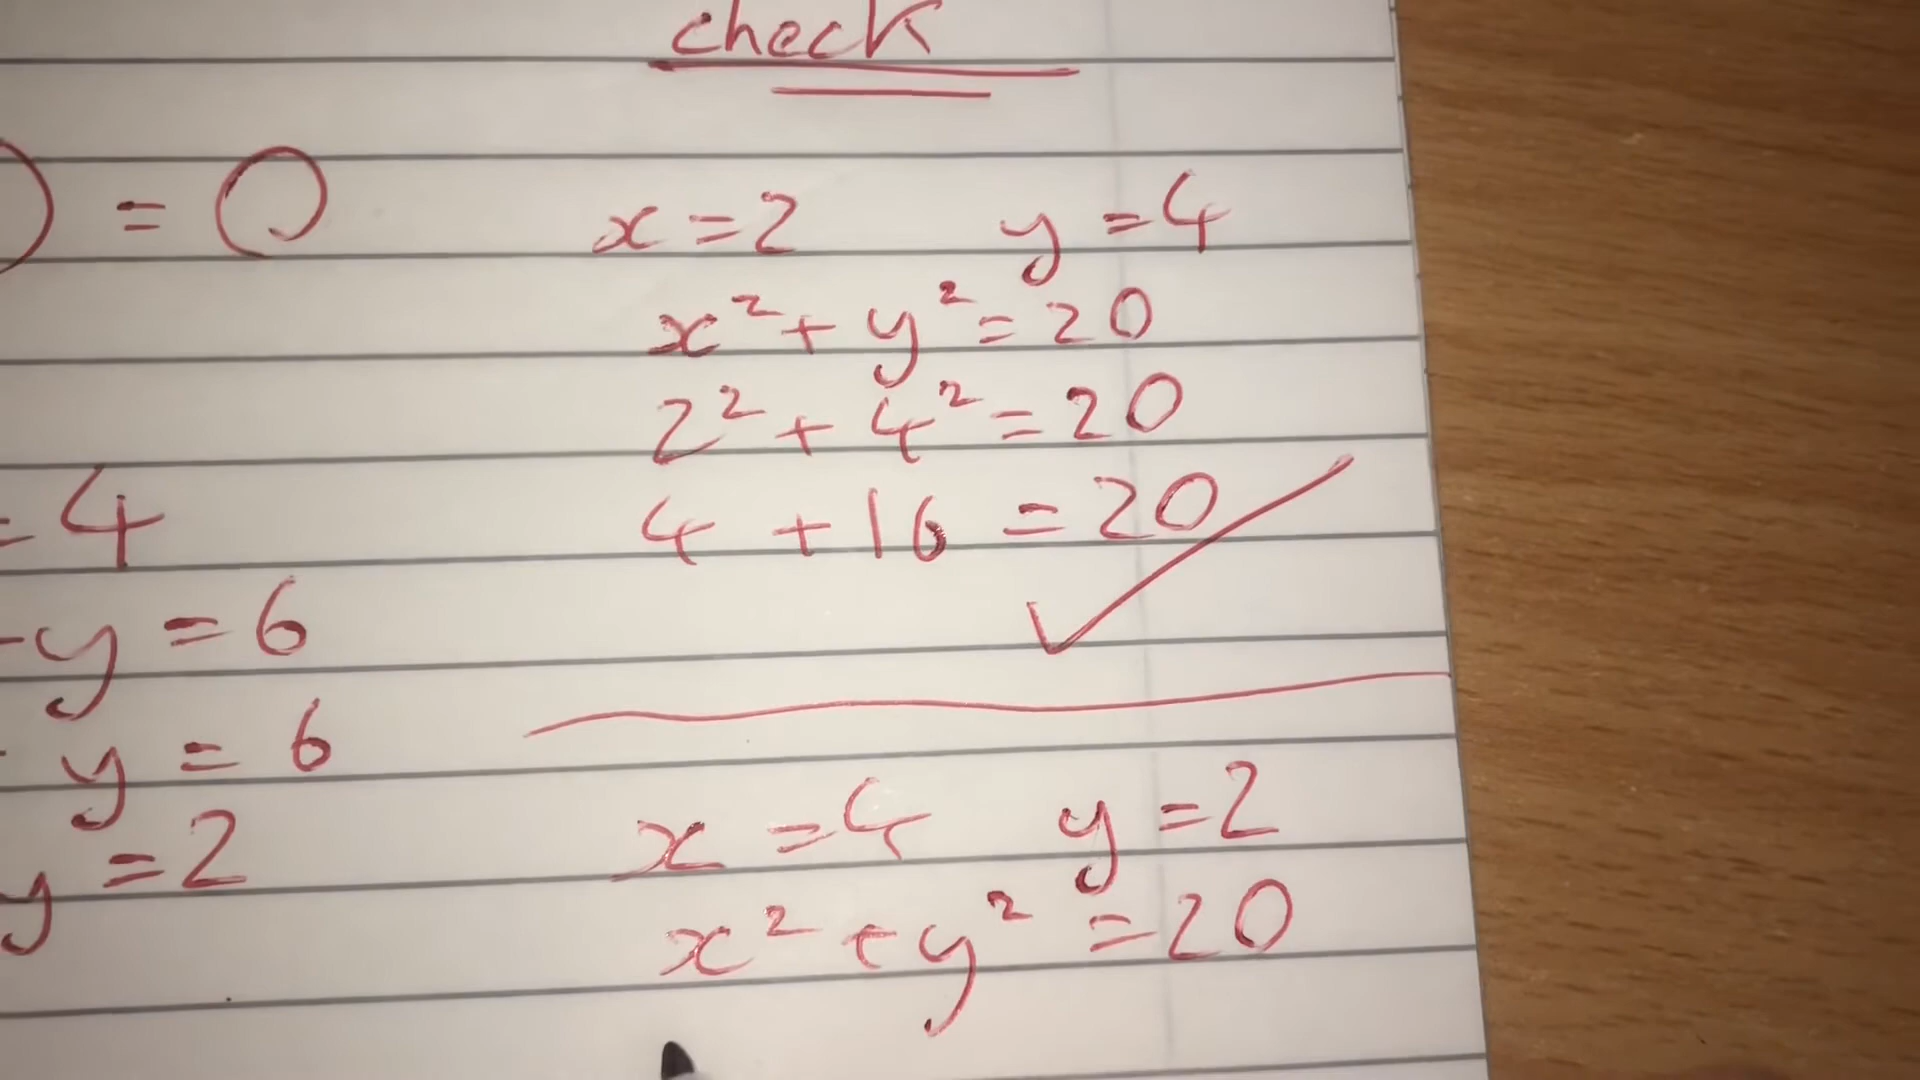 check
) = 0
x = 2 y = 4
x² + y² = 20
2² + 4² = 20
= 4
4 + 16 = 20
y = 6
y = 6
x = 4 y = 2
y = 2
x² + y² = 20